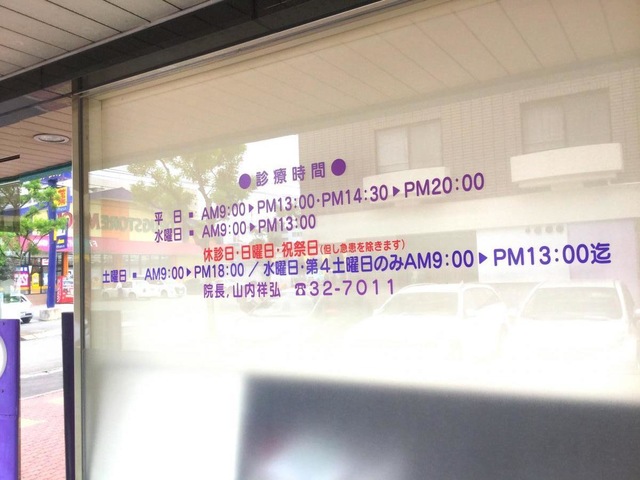 ●診療時間●
平 日■ AM9:00▶PM13:00・PM14:30▶PM20:00
水曜日■ AM9:00▶PM13:00
休診日・日曜日・祝祭日(但し急患を除きます)
土曜日■ AM9:00▶PM18:00／水曜日・第4土曜日のみAM9:00▶PM13:00迄
院長,山内祥弘 ☎32-7011